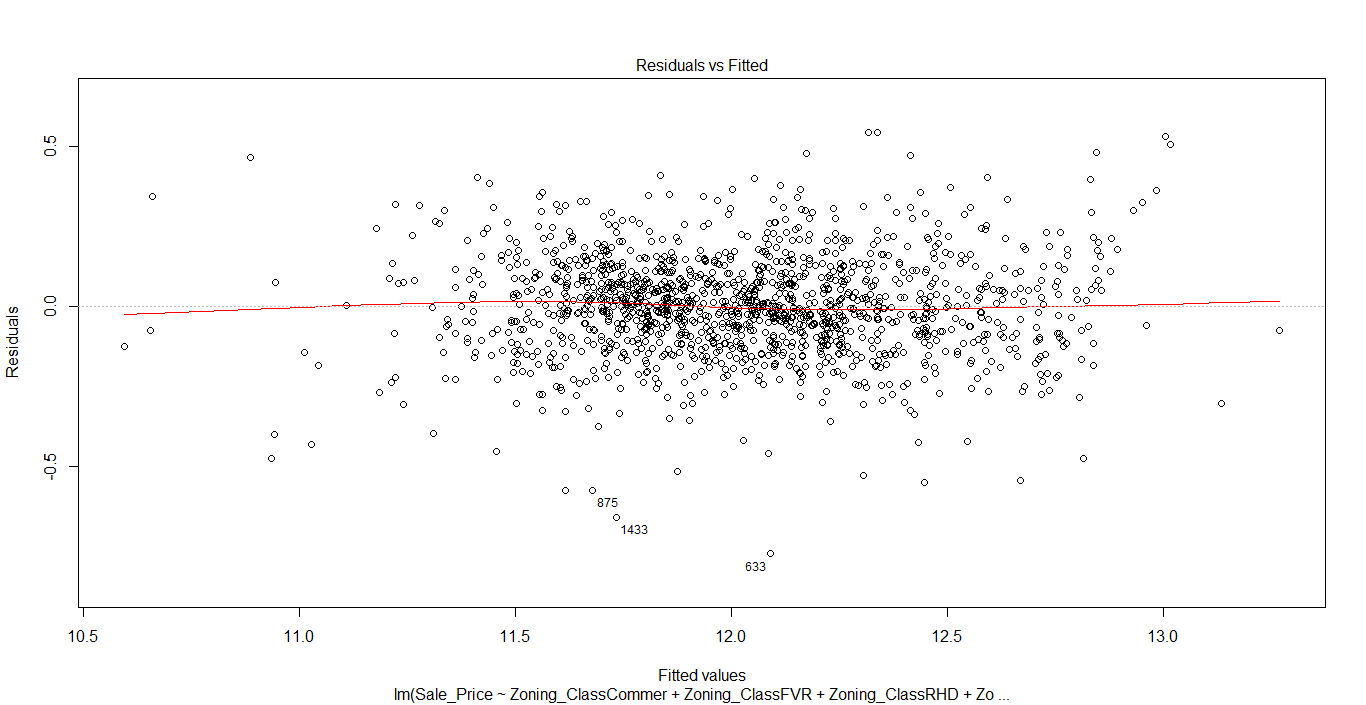 Residuals vs Fitted
0.5
0.0
-0.5
Residuals
875
1433
633
10.5 11.0 11.5 12.0 12.5 13.0
Fitted values
lm(Sale_Price ~ Zoning_ClassCommer + Zoning_ClassFVR + Zoning_ClassRHD + Zo ...